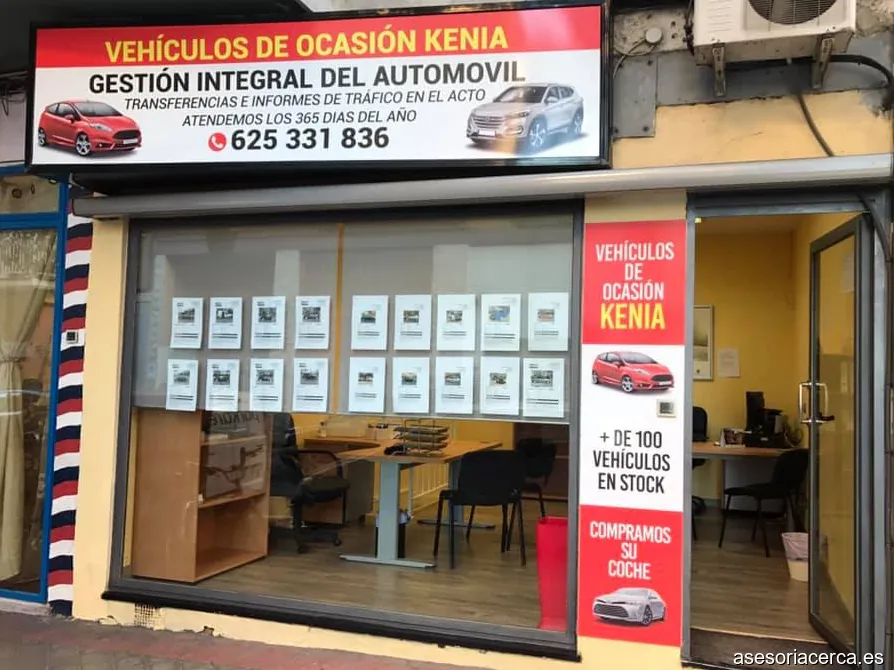 VEHÍCULOS DE OCASIÓN KENIA
GESTIÓN INTEGRAL DEL AUTOMOVIL
TRANSFERENCIAS E INFORMES DE TRÁFICO EN EL ACTO
ATENDEMOS LOS 365 DIAS DEL AÑO
625 331 836
VEHÍCULOS
DE
OCASIÓN
KENIA
+ DE 100
VEHÍCULOS
EN STOCK
COMPRAMOS
SU
COCHE
asesoriacerca.es